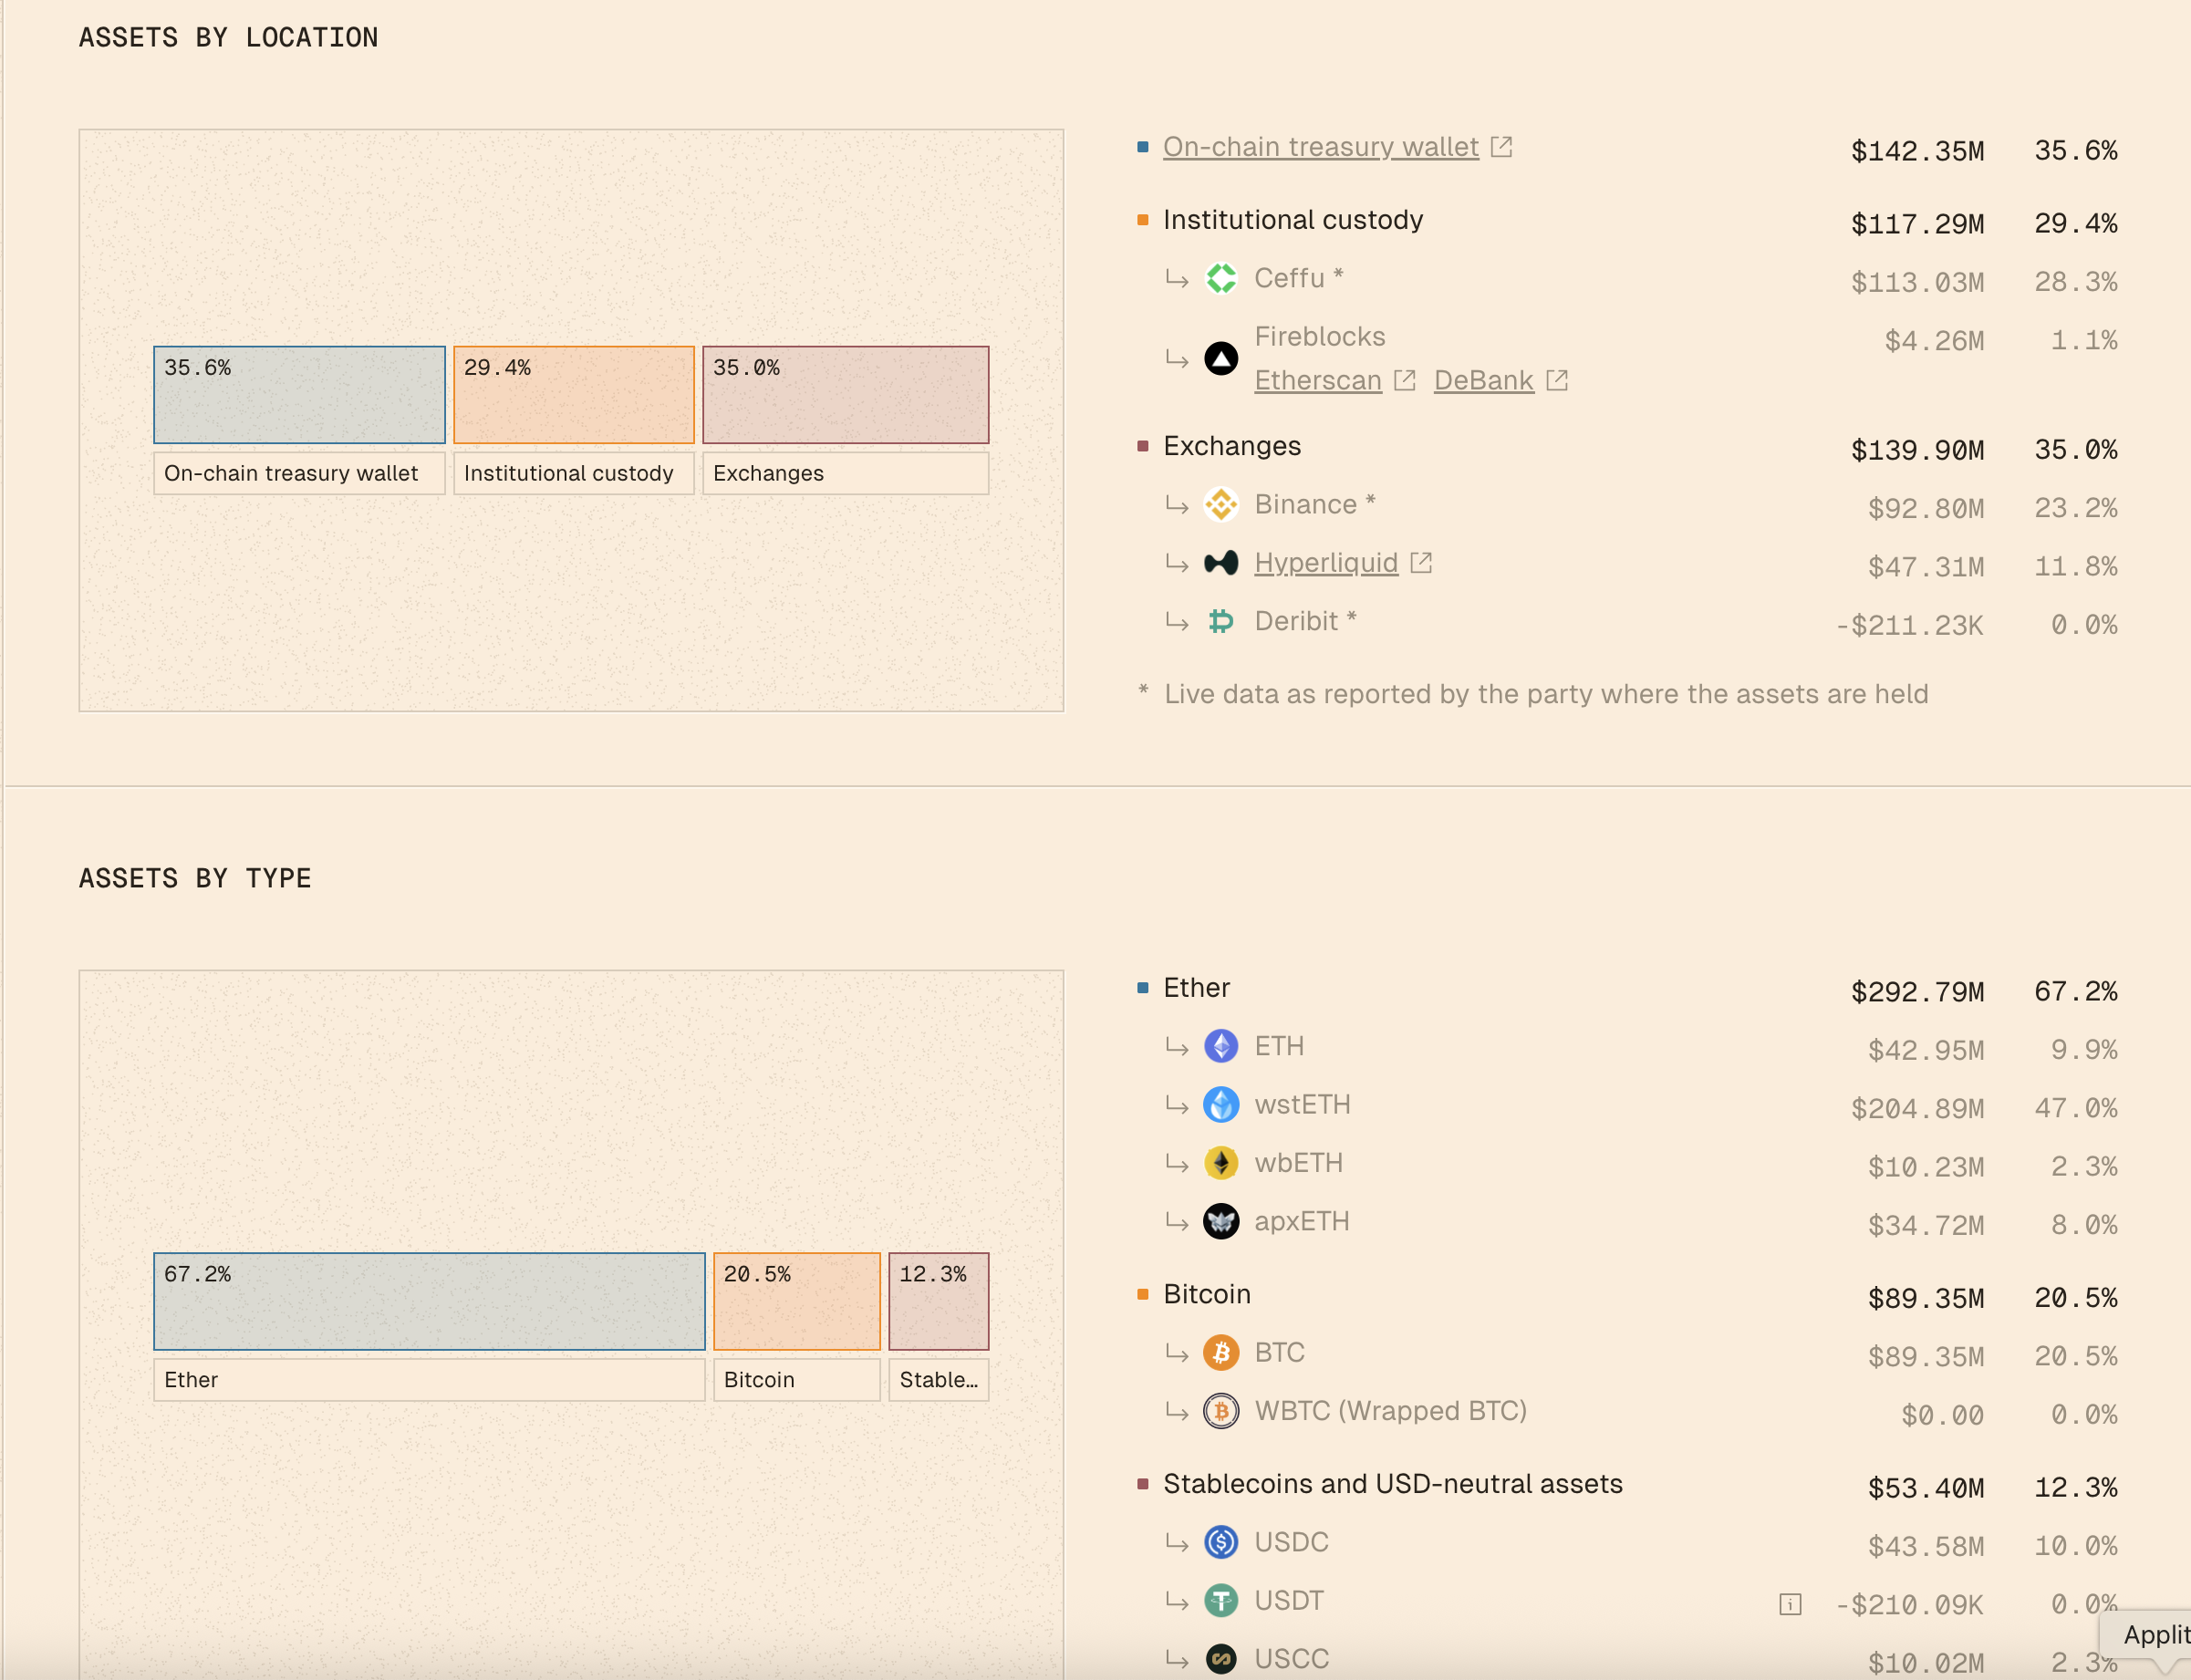 ASSETS BY LOCATION
35.6%
29.4%
35.0%
On-chain treasury wallet
Institutional custody
Exchanges
On-chain treasury wallet $142.35M 35.6%
Institutional custody $117.29M 29.4%
Ceffu * $113.03M 28.3%
Fireblocks $4.26M 1.1%
Etherscan DeBank
Exchanges $139.90M 35.0%
Binance * $92.80M 23.2%
Hyperliquid $47.31M 11.8%
Deribit * -$211.23K 0.0%
* Live data as reported by the party where the assets are held
ASSETS BY TYPE
67.2%
20.5%
12.3%
Ether
Bitcoin
Stable...
Ether $292.79M 67.2%
ETH $42.95M 9.9%
wstETH $204.89M 47.0%
wbETH $10.23M 2.3%
apxETH $34.72M 8.0%
Bitcoin $89.35M 20.5%
BTC $89.35M 20.5%
WBTC (Wrapped BTC) $0.00 0.0%
Stablecoins and USD-neutral assets $53.40M 12.3%
USDC $43.58M 10.0%
USDT -$210.09K 0.0%
Applit
USCC $10.02M 2.3%